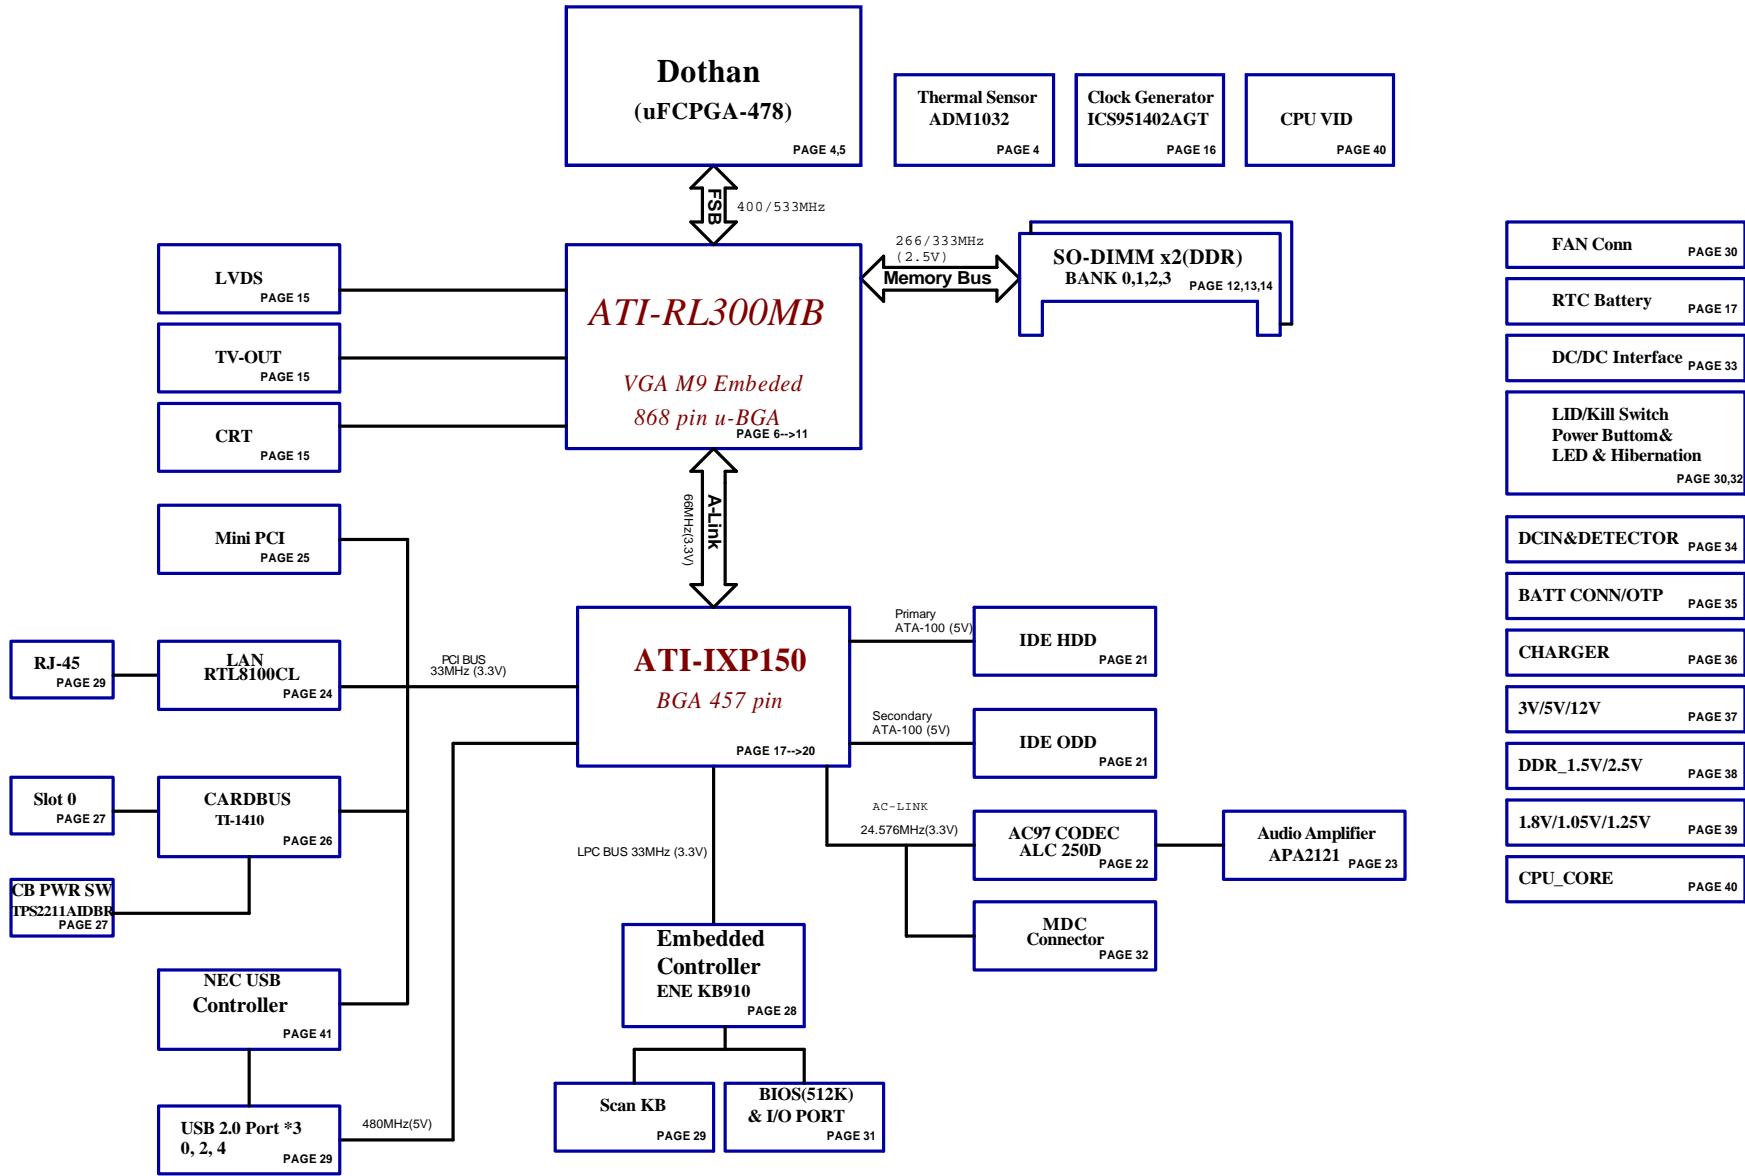 Dothan
(uFCPGA-478)
PAGE 4,5
Thermal Sensor
ADM1032
PAGE 4
Clock Generator
ICS951402AGT
PAGE 16
CPU VID
PAGE 40
FSB
400/533MHz
LVDS
PAGE 15
TV-OUT
PAGE 15
CRT
PAGE 15
ATI-RL300MB
VGA M9 Embeded
868 pin u-BGA
PAGE 6-->11
266/333MHz
(2.5V)
Memory Bus
SO-DIMM x2(DDR)
BANK 0,1,2,3
PAGE 12,13,14
A-Link
66MHz(3.3V)
Mini PCI
PAGE 25
RJ-45
PAGE 29
LAN
RTL8100CL
PAGE 24
PCI BUS
33MHz (3.3V)
ATI-IXP150
BGA 457 pin
PAGE 17-->20
Primary
ATA-100 (5V)
IDE HDD
PAGE 21
Secondary
ATA-100 (5V)
IDE ODD
PAGE 21
Slot 0
PAGE 27
CARDBUS
TI-1410
PAGE 26
CB PWR SW
TPS2211AIDBR
PAGE 27
LPC BUS 33MHz (3.3V)
AC-LINK
24.576MHz(3.3V)
AC97 CODEC
ALC 250D
PAGE 22
Audio Amplifier
APA2121
PAGE 23
MDC
Connector
PAGE 32
NEC USB
Controller
PAGE 41
Embedded
Controller
ENE KB910
PAGE 28
USB 2.0 Port *3
0, 2, 4
PAGE 29
480MHz(5V)
Scan KB
PAGE 29
BIOS(512K)
& I/O PORT
PAGE 31
FAN Conn
PAGE 30
RTC Battery
PAGE 17
DC/DC Interface
PAGE 33
LID/Kill Switch
Power Buttom&
LED & Hibernation
PAGE 30,32
DCIN&DETECTOR
PAGE 34
BATT CONN/OTP
PAGE 35
CHARGER
PAGE 36
3V/5V/12V
PAGE 37
DDR_1.5V/2.5V
PAGE 38
1.8V/1.05V/1.25V
PAGE 39
CPU_CORE
PAGE 40